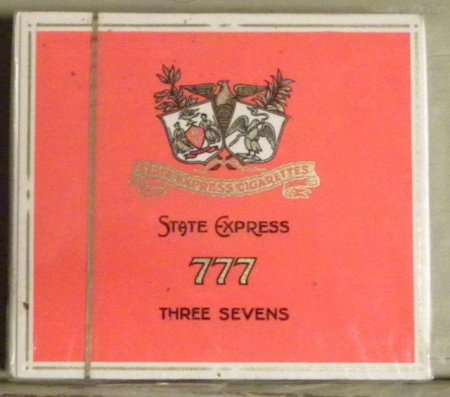 STATE EXPRESS CIGARETTES
STATE EXPRESS
777
THREE SEVENS